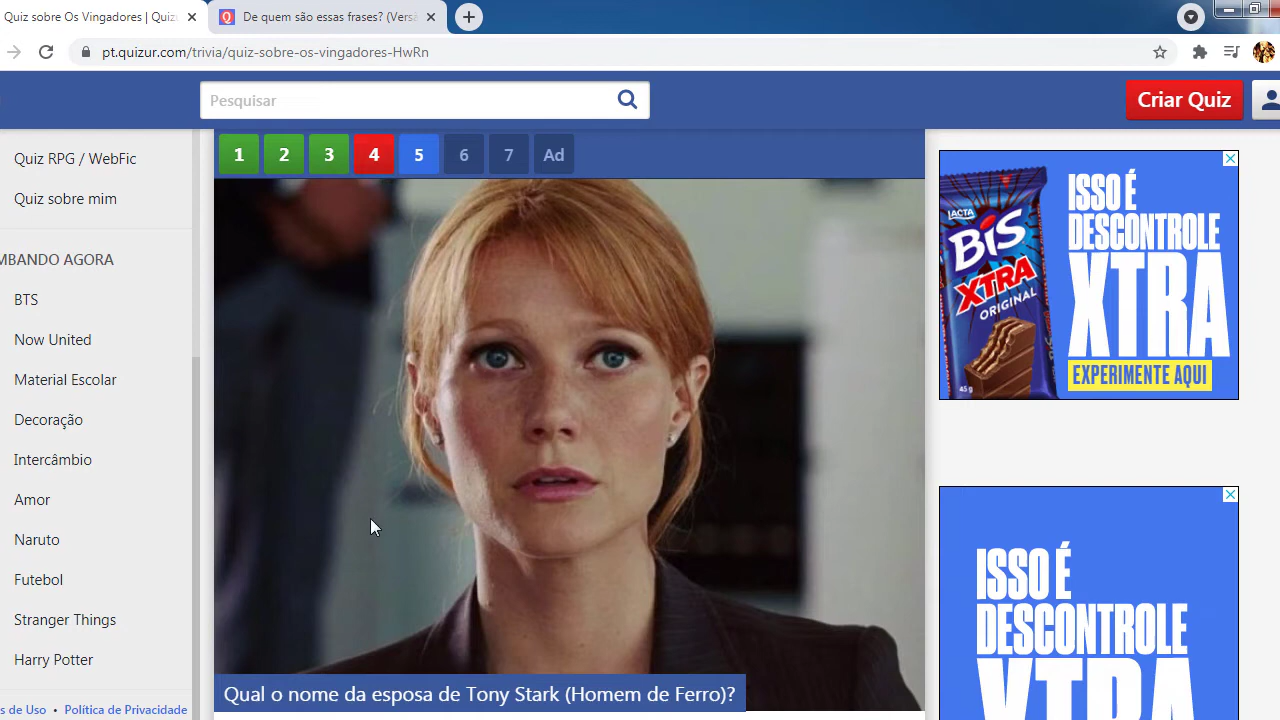 Quiz sobre Os Vingadores | Quiz
De quem são essas frases? (Versã
pt.quizur.com/trivia/quiz-sobre-os-vingadores-HwRn
Pesquisar
Criar Quiz
1 2 3 4 5 6 7 Ad
Quiz RPG / WebFic
Quiz sobre mim
MBANDO AGORA
BTS
Now United
Material Escolar
Decoração
Intercâmbio
Amor
Naruto
Futebol
Stranger Things
Harry Potter
s de Uso • Política de Privacidade
Qual o nome da esposa de Tony Stark (Homem de Ferro)?
LACTA
BIS
XTRA
ORIGINAL
45 g
ISSO É
DESCONTROLE
XTRA
EXPERIMENTE AQUI
ISSO É
DESCONTROLE
XTRA